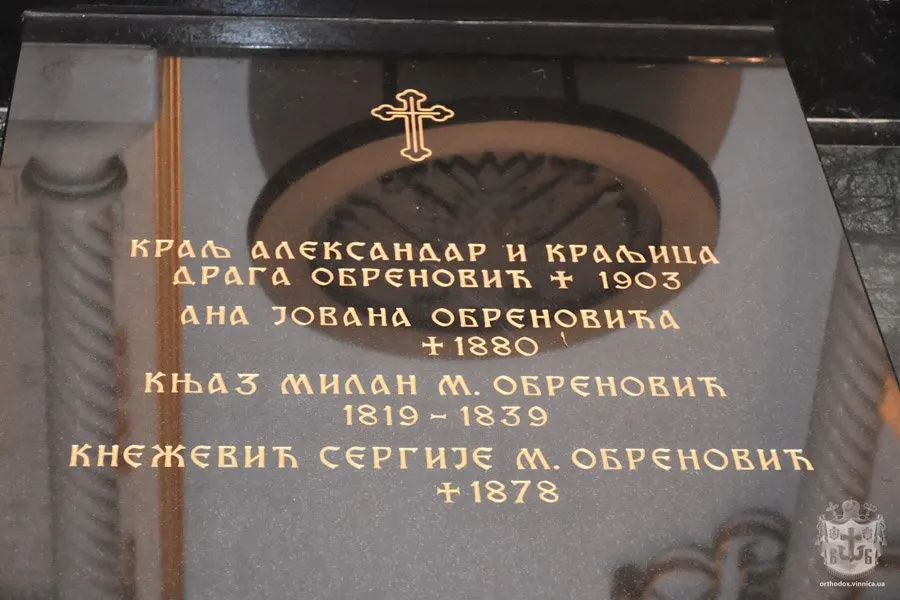 КРАЉ АЛЕКСАНДАР И КРАЉИЦА
ДРАГА ОБРЕНОВИЋ ✝ 1903
АНА ЈОВАНА ОБРЕНОВИЋА
✝ 1880
КЊАЗ МИЛАН М. ОБРЕНОВИЋ
1819 - 1839
КНЕЖЕВИЋ СЕРГИЈЕ М. ОБРЕНОВИЋ
✝ 1878
В Б
orthodox.vinnica.ua